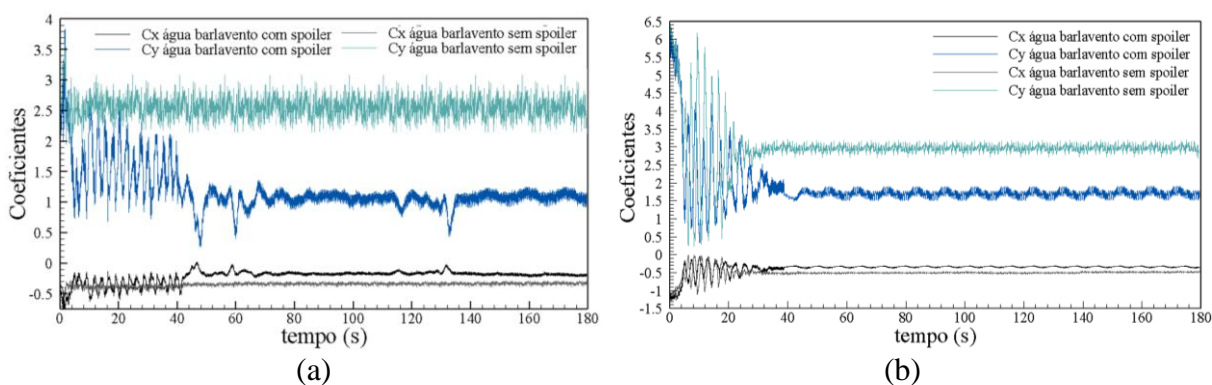 4
3.5
3
2.5
2
1.5
1
0.5
0
-0.5
Coeficientes
Cx água barlavento com spoiler
Cy água barlavento com spoiler
Cx água barlavento sem spoiler
Cy água barlavento sem spoiler
0 20 40 60 80 100 120 140 160 180
tempo (s)
(a)
6.5
6
5.5
5
4.5
4
3.5
3
2.5
2
1.5
1
0.5
0
-0.5
-1
-1.5
Coeficientes
Cx água barlavento com spoiler
Cy água barlavento com spoiler
Cx água barlavento sem spoiler
Cy água barlavento sem spoiler
0 20 40 60 80 100 120 140 160 180
tempo (s)
(b)